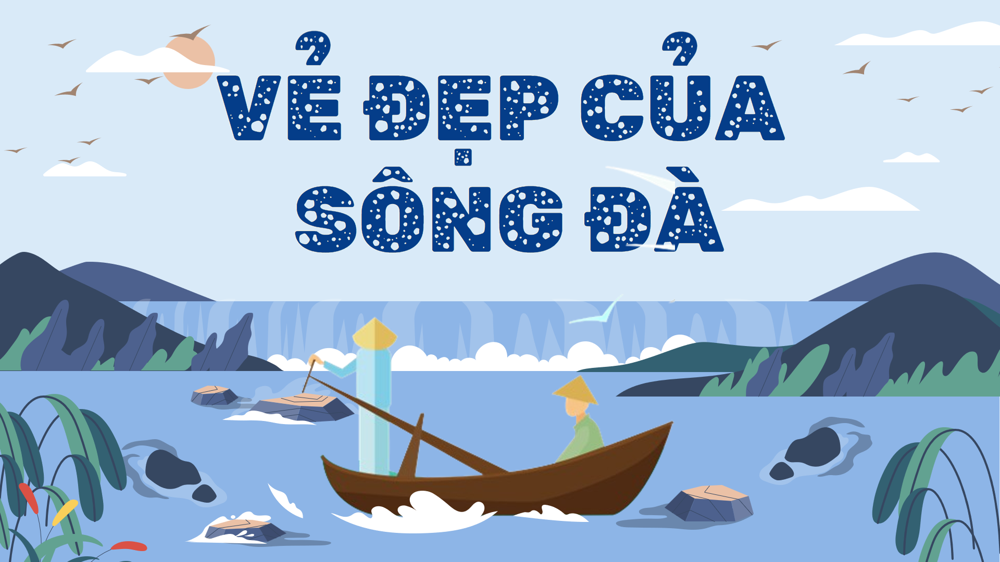 VẺ ĐẸP CỦA
SÔNG ĐÀ